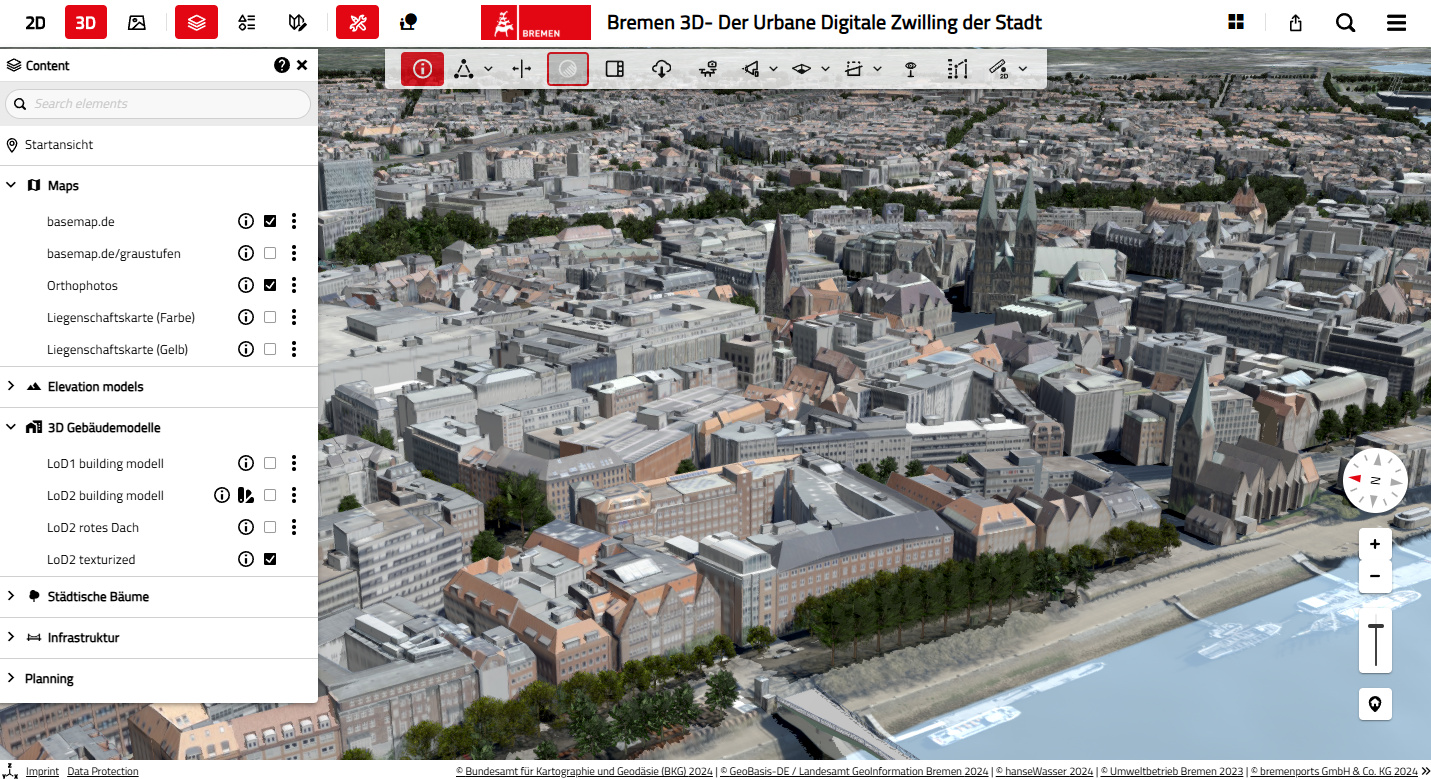 2D
3D
BREMEN
Bremen 3D- Der Urbane Digitale Zwilling der Stadt
Content
Search elements
Startansicht
Maps
basemap.de
basemap.de/graustufen
Orthophotos
Liegenschaftskarte (Farbe)
Liegenschaftskarte (Gelb)
Elevation models
3D Gebäudemodelle
LoD1 building modell
LoD2 building modell
LoD2 rotes Dach
LoD2 texturized
Städtische Bäume
Infrastruktur
Planning
2D
N
+
−
Imprint Data Protection
© Bundesamt für Kartographie und Geodäsie (BKG) 2024 | © GeoBasis-DE / Landesamt GeoInformation Bremen 2024 | © hanseWasser 2024 | © Umweltbetrieb Bremen 2023 | © bremenports GmbH & Co. KG 2024 »